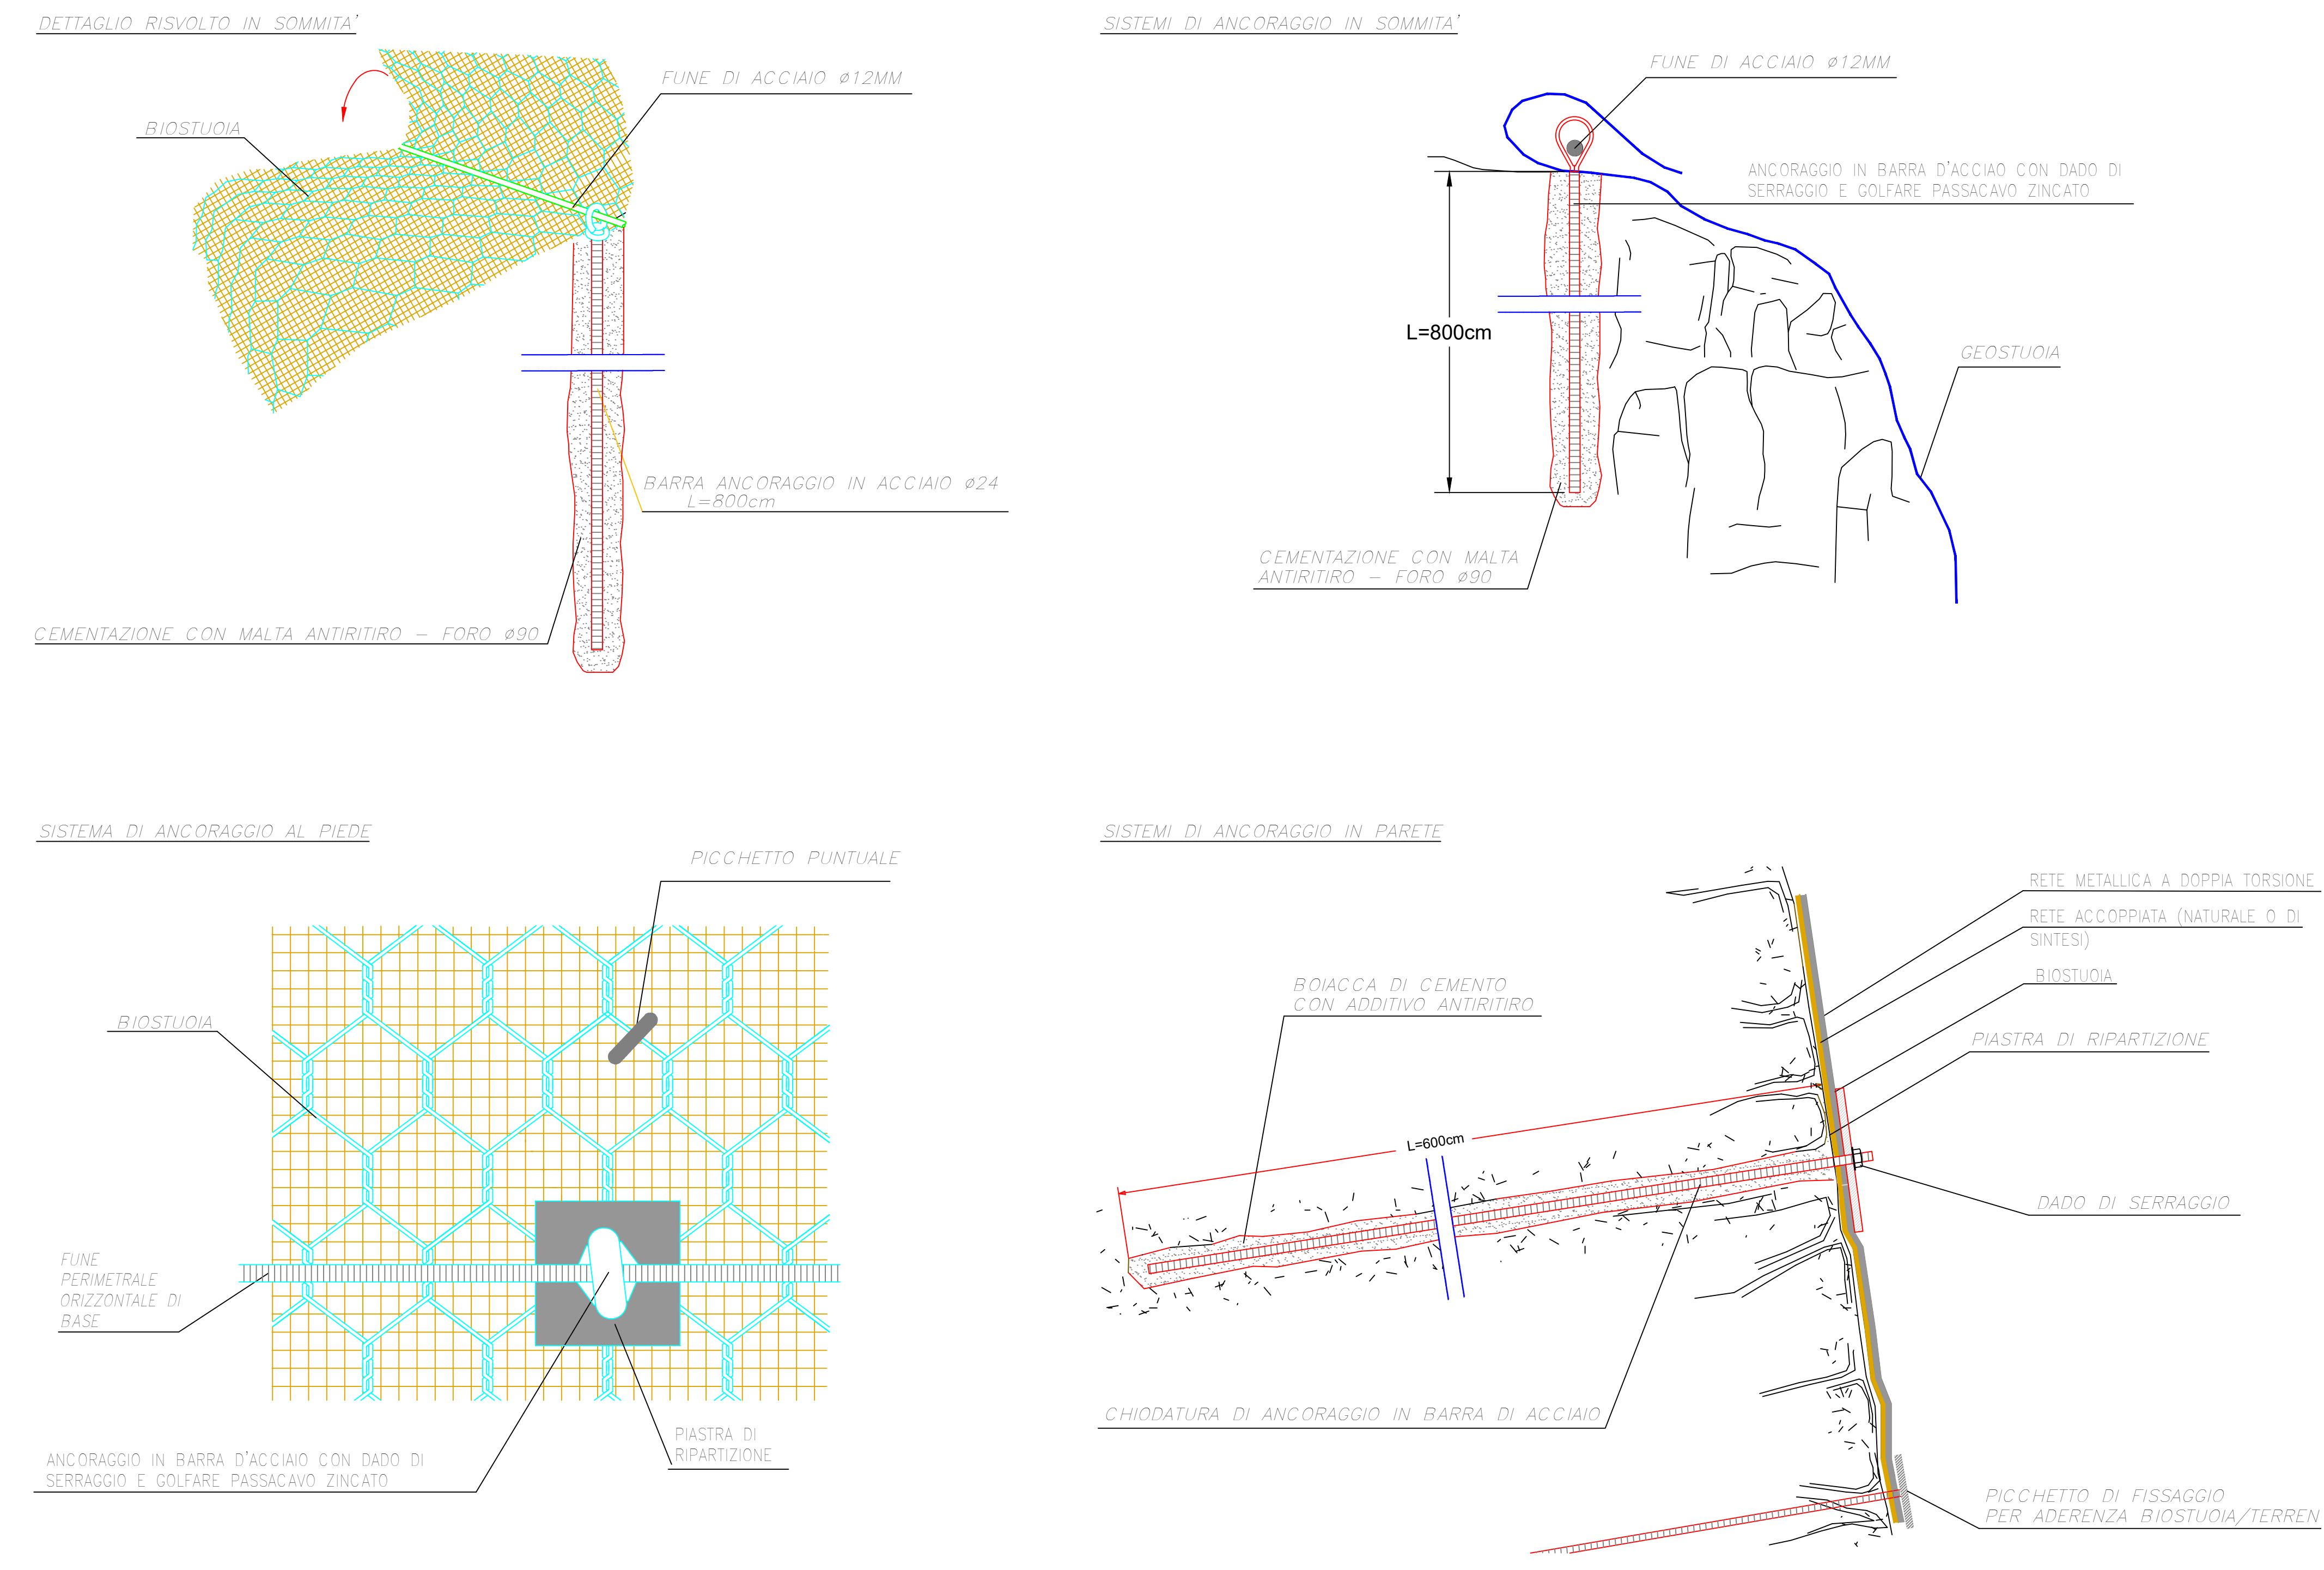 DETTAGLIO RISVOLTO IN SOMMITA'
FUNE DI ACCIAIO ø12MM
BIOSTUOIA
BARRA ANCORAGGIO IN ACCIAIO ø24
L=800cm
CEMENTAZIONE CON MALTA ANTIRITIRO – FORO ø90
SISTEMI DI ANCORAGGIO IN SOMMITA'
FUNE DI ACCIAIO ø12MM
ANCORAGGIO IN BARRA D'ACCIAO CON DADO DI
SERRAGGIO E GOLFARE PASSACAVO ZINCATO
L=800cm
GEOSTUOIA
CEMENTAZIONE CON MALTA
ANTIRITIRO – FORO ø90
SISTEMA DI ANCORAGGIO AL PIEDE
PICCHETTO PUNTUALE
BIOSTUOIA
FUNE
PERIMETRALE
ORIZZONTALE DI
BASE
PIASTRA DI
RIPARTIZIONE
ANCORAGGIO IN BARRA D'ACCIAIO CON DADO DI
SERRAGGIO E GOLFARE PASSACAVO ZINCATO
SISTEMI DI ANCORAGGIO IN PARETE
RETE METALLICA A DOPPIA TORSIONE
RETE ACCOPPIATA (NATURALE O DI
SINTESI)
BIOSTUOIA
BOIACCA DI CEMENTO
CON ADDITIVO ANTIRITIRO
PIASTRA DI RIPARTIZIONE
L=600cm
DADO DI SERRAGGIO
CHIODATURA DI ANCORAGGIO IN BARRA DI ACCIAIO
PICCHETTO DI FISSAGGIO
PER ADERENZA BIOSTUOIA/TERREN